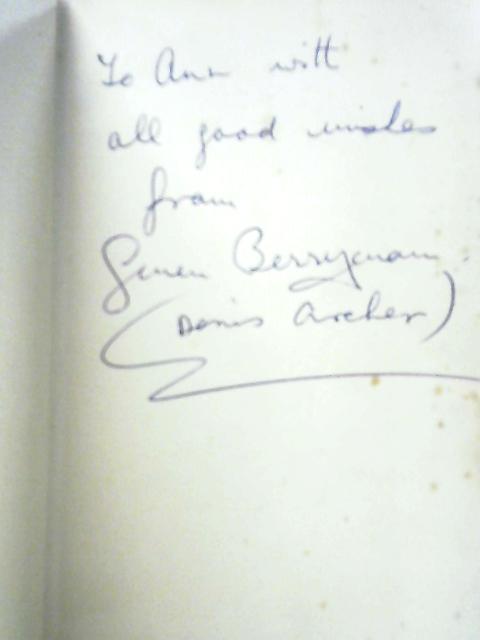 To Ann with
all good wishes
from
Gwen Berryman.
(Doris Archer)